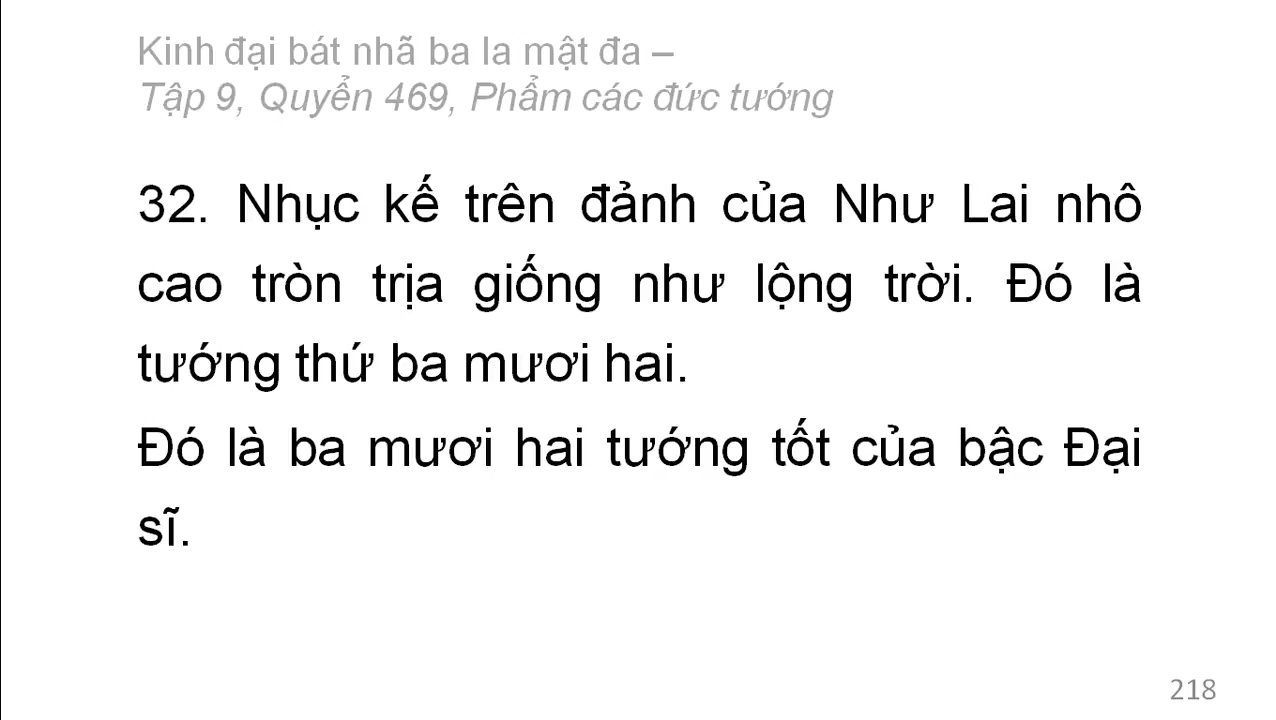 Kinh đại bát nhã ba la mật đa –
Tập 9, Quyển 469, Phẩm các đức tướng
32. Nhục kế trên đảnh của Như Lai nhô
cao tròn trịa giống như lộng trời. Đó là
tướng thứ ba mươi hai.
Đó là ba mươi hai tướng tốt của bậc Đại
sĩ.
218